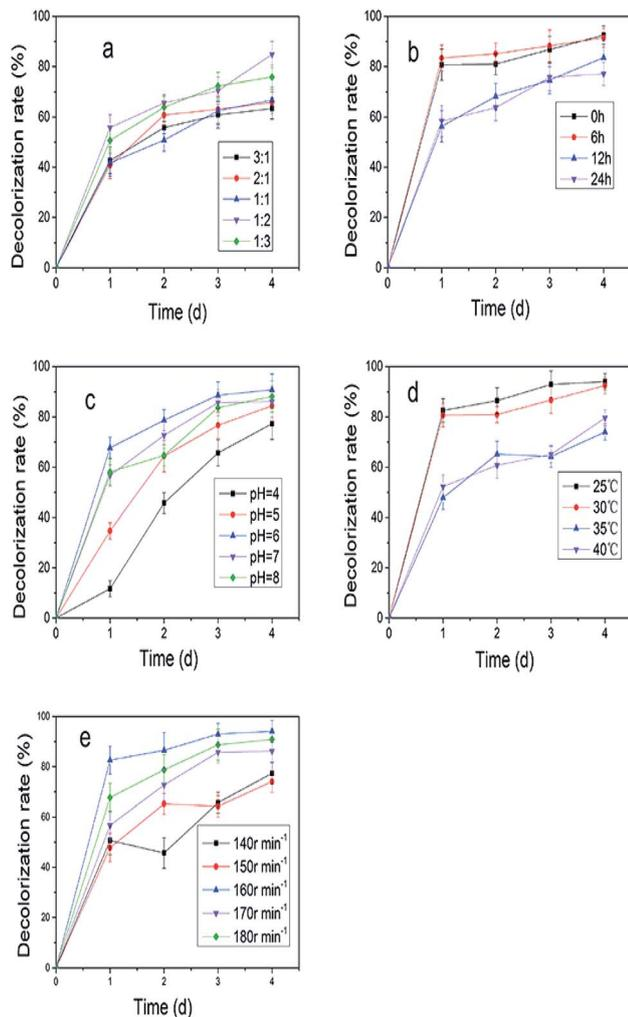 a
Decolorization rate (%)
100
80
60
40
20
0
0 1 2 3 4 5
Time (d)
3:1
2:1
1:1
1:2
1:3
b
Decolorization rate (%)
100
80
60
40
20
0
0 1 2 3 4 5
Time (d)
0h
6h
12h
24h
c
Decolorization rate (%)
100
80
60
40
20
0
0 1 2 3 4 5
Time (d)
pH=4
pH=5
pH=6
pH=7
pH=8
d
Decolorization rate (%)
100
80
60
40
20
0
0 1 2 3 4 5
Time (d)
25℃
30℃
35℃
40℃
e
Decolorization rate (%)
100
80
60
40
20
0
0 1 2 3 4 5
Time (d)
140r min⁻¹
150r min⁻¹
160r min⁻¹
170r min⁻¹
180r min⁻¹